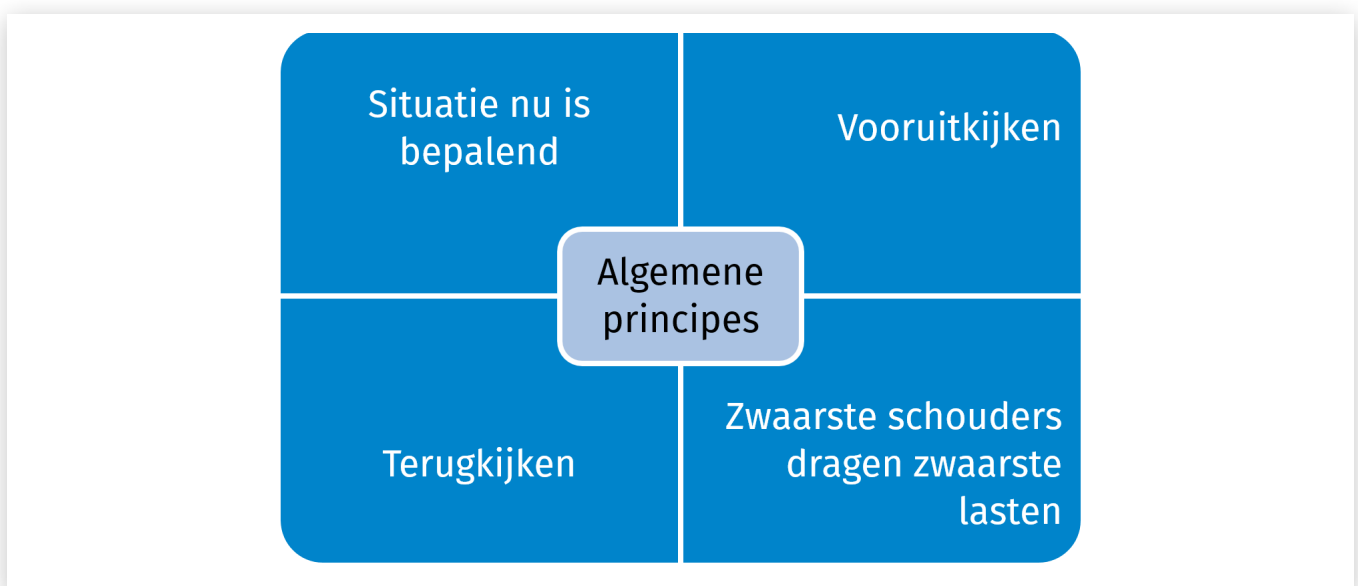 Situatie nu is
bepalend
Vooruitkijken
Algemene
principes
Terugkijken
Zwaarste schouders
dragen zwaarste
lasten